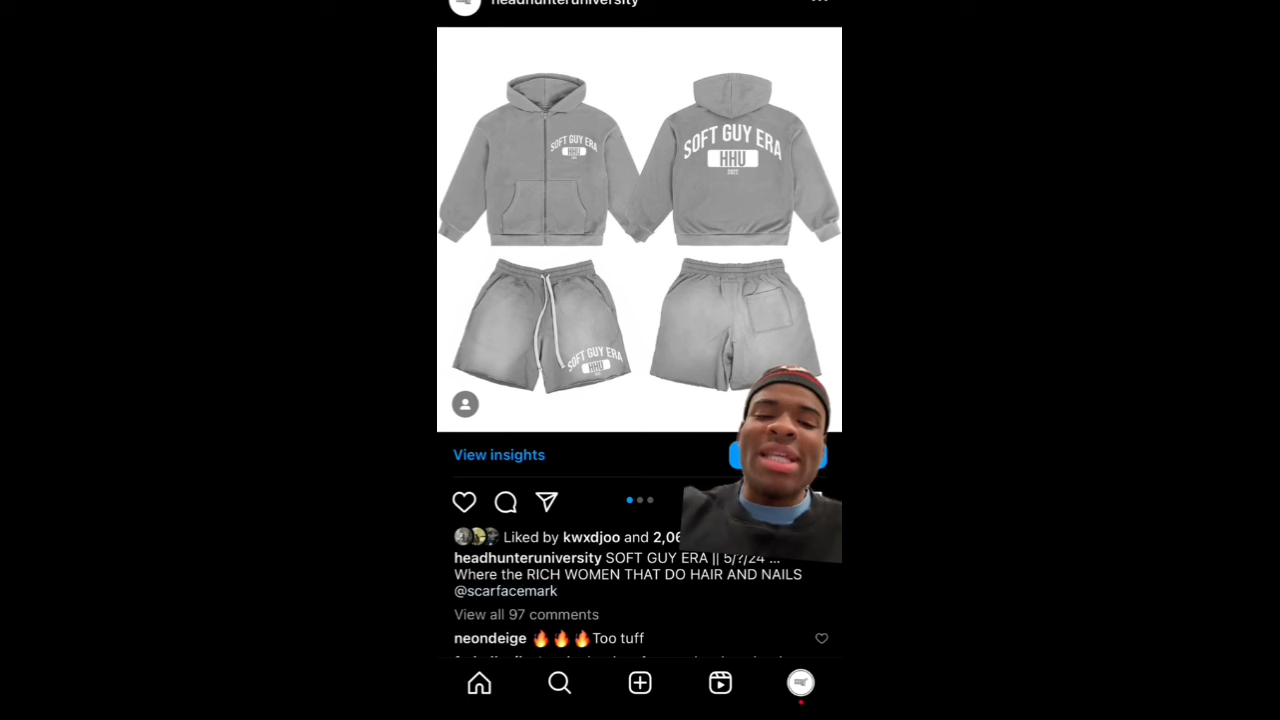 headhunteruniversity
SOFT GUY ERA
HHU
SOFT GUY ERA
HHU
2022
SOFT GUY ERA
HHU
View insights
Liked by kwxdjoo and 2,06
headhunteruniversity SOFT GUY ERA || 5/?/24 ...
Where the RICH WOMEN THAT DO HAIR AND NAILS
@scarfacemark
View all 97 comments
neondeige 🔥🔥🔥Too tuff